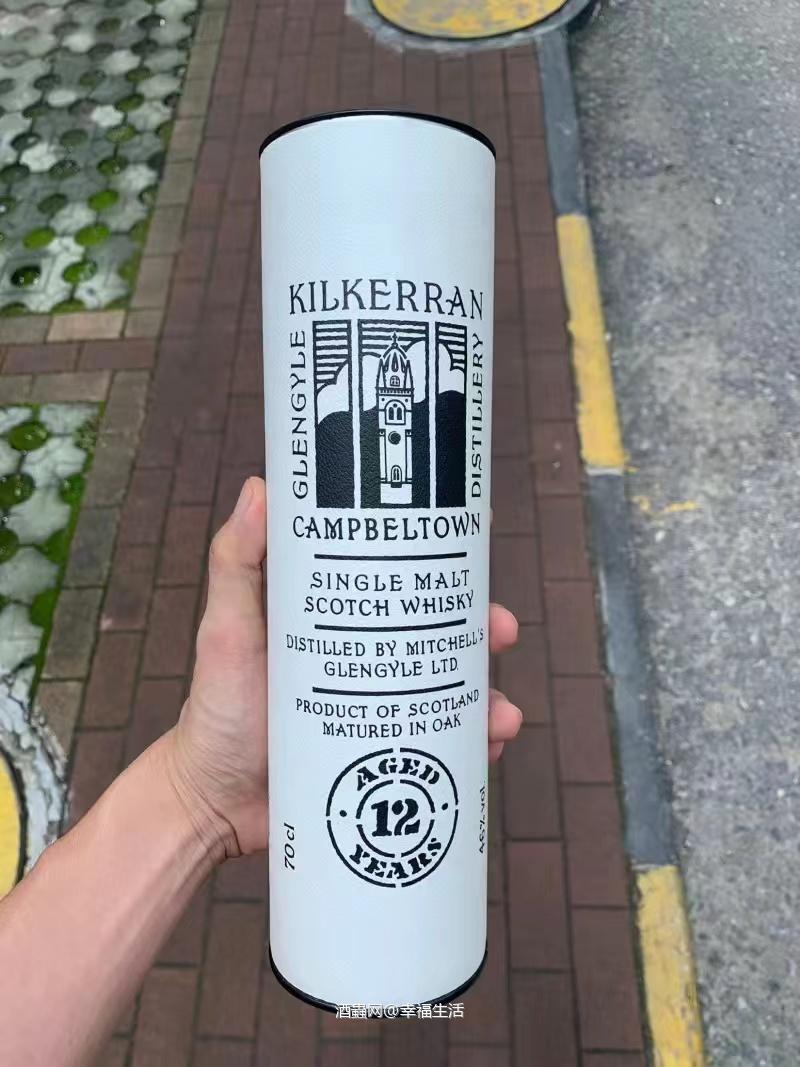 KILKERRAN
GLENGYLE
DISTILLERY
CAMPBELTOWN
SINGLE MALT
SCOTCH WHISKY
DISTILLED BY MITCHELL'S
GLENGYLE LTD.
PRODUCT OF SCOTLAND
MATURED IN OAK
AGED
12
YEARS
70cl
46% vol.
酒蟲网@幸福生活